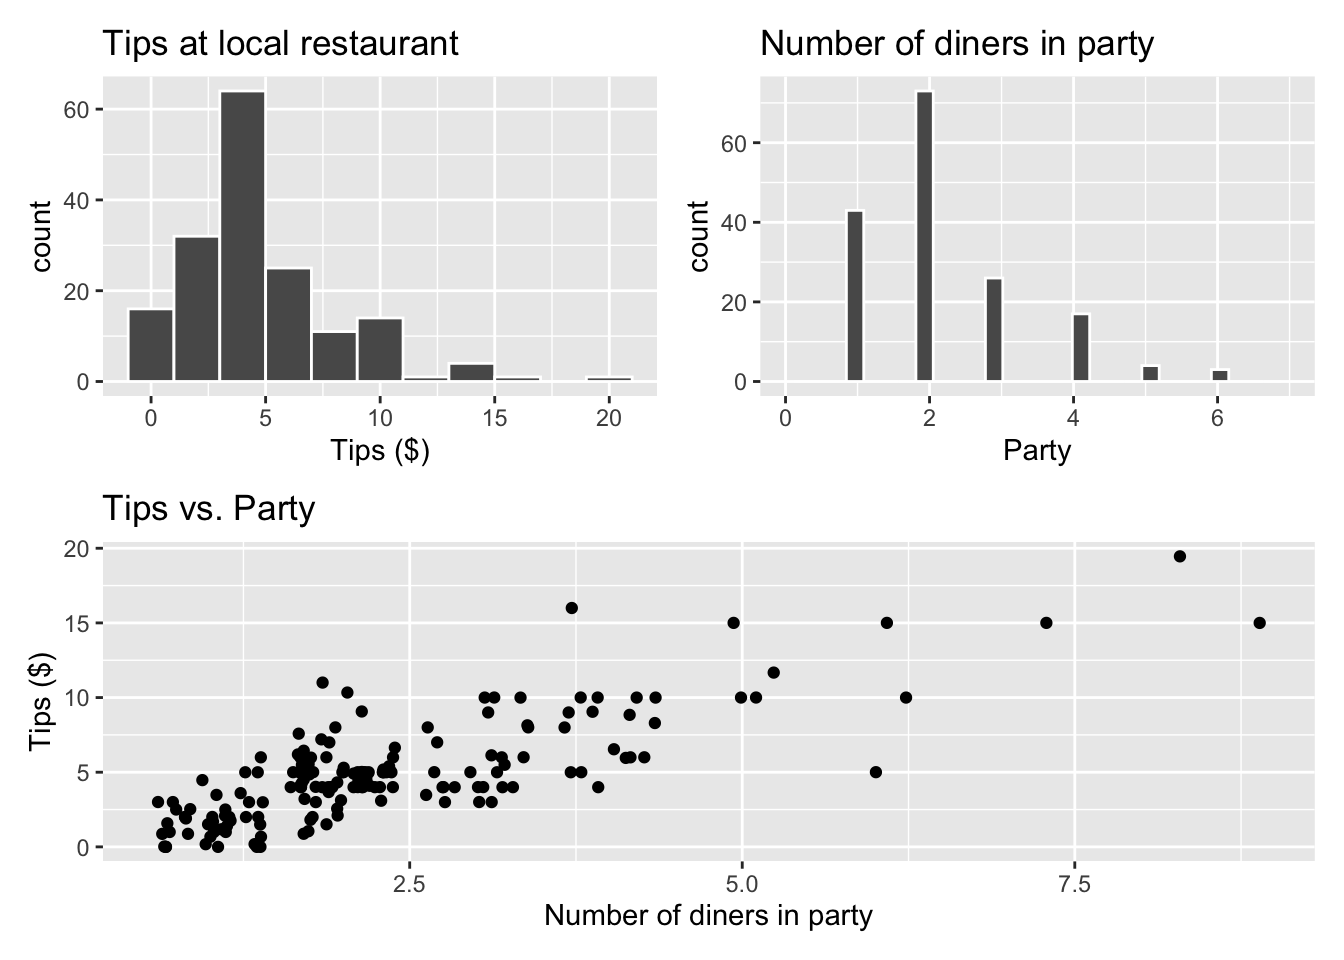 Tips at local restaurant
60
40
20
0
count
0 5 10 15 20
Tips ($)
Number of diners in party
60
40
20
0
count
0 2 4 6
Party
Tips vs. Party
20
15
10
5
0
Tips ($)
2.5 5.0 7.5
Number of diners in party